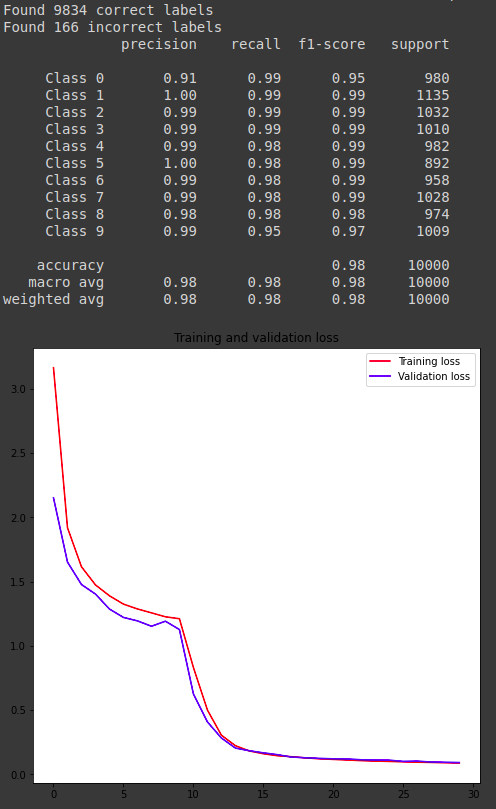 Found 9834 correct labels
Found 166 incorrect labels
precision recall f1-score support
Class 0 0.91 0.99 0.95 980
Class 1 1.00 0.99 0.99 1135
Class 2 0.99 0.99 0.99 1032
Class 3 0.99 0.99 0.99 1010
Class 4 0.99 0.98 0.99 982
Class 5 1.00 0.98 0.99 892
Class 6 0.99 0.98 0.99 958
Class 7 0.99 0.98 0.99 1028
Class 8 0.98 0.98 0.98 974
Class 9 0.99 0.95 0.97 1009
accuracy 0.98 10000
macro avg 0.98 0.98 0.98 10000
weighted avg 0.98 0.98 0.98 10000
Training and validation loss
Training loss
Validation loss
3.0
2.5
2.0
1.5
1.0
0.5
0.0
0 5 10 15 20 25 30